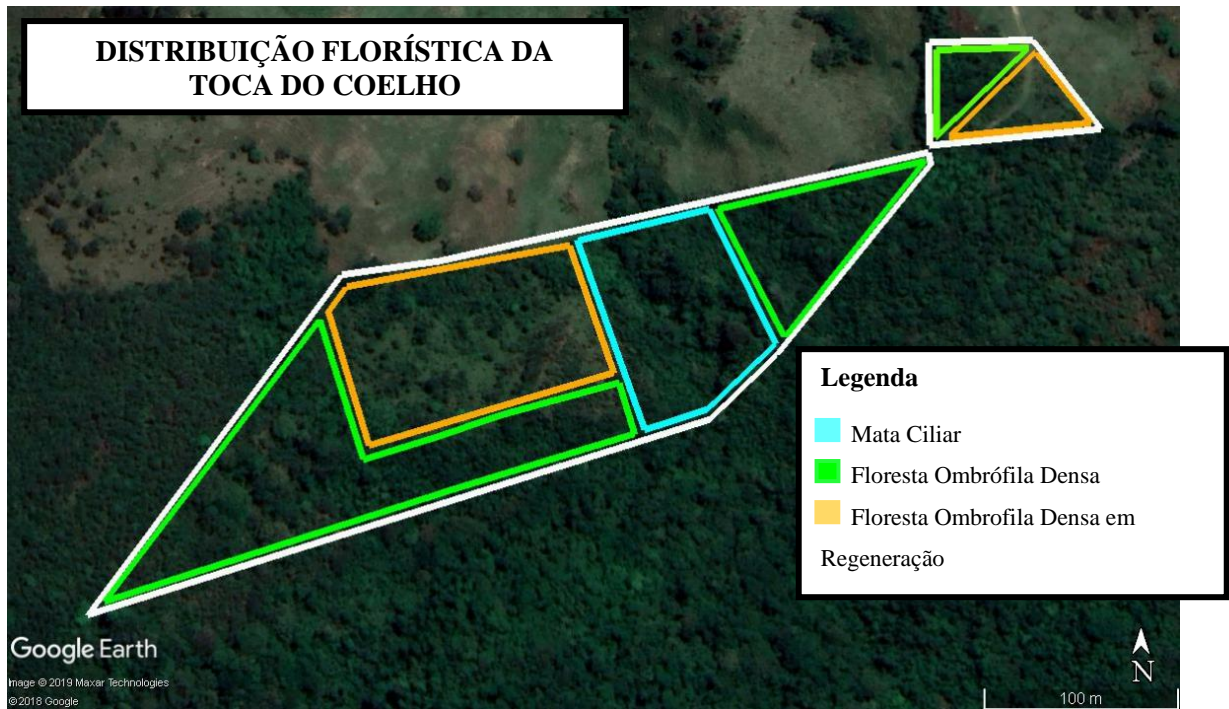 DISTRIBUIÇÃO FLORÍSTICA DA
TOCA DO COELHO
Legenda
Mata Ciliar
Floresta Ombrófila Densa
Floresta Ombrofila Densa em
Regeneração
Google Earth
Image © 2019 Maxar Technologies
© 2018 Google
N
100 m